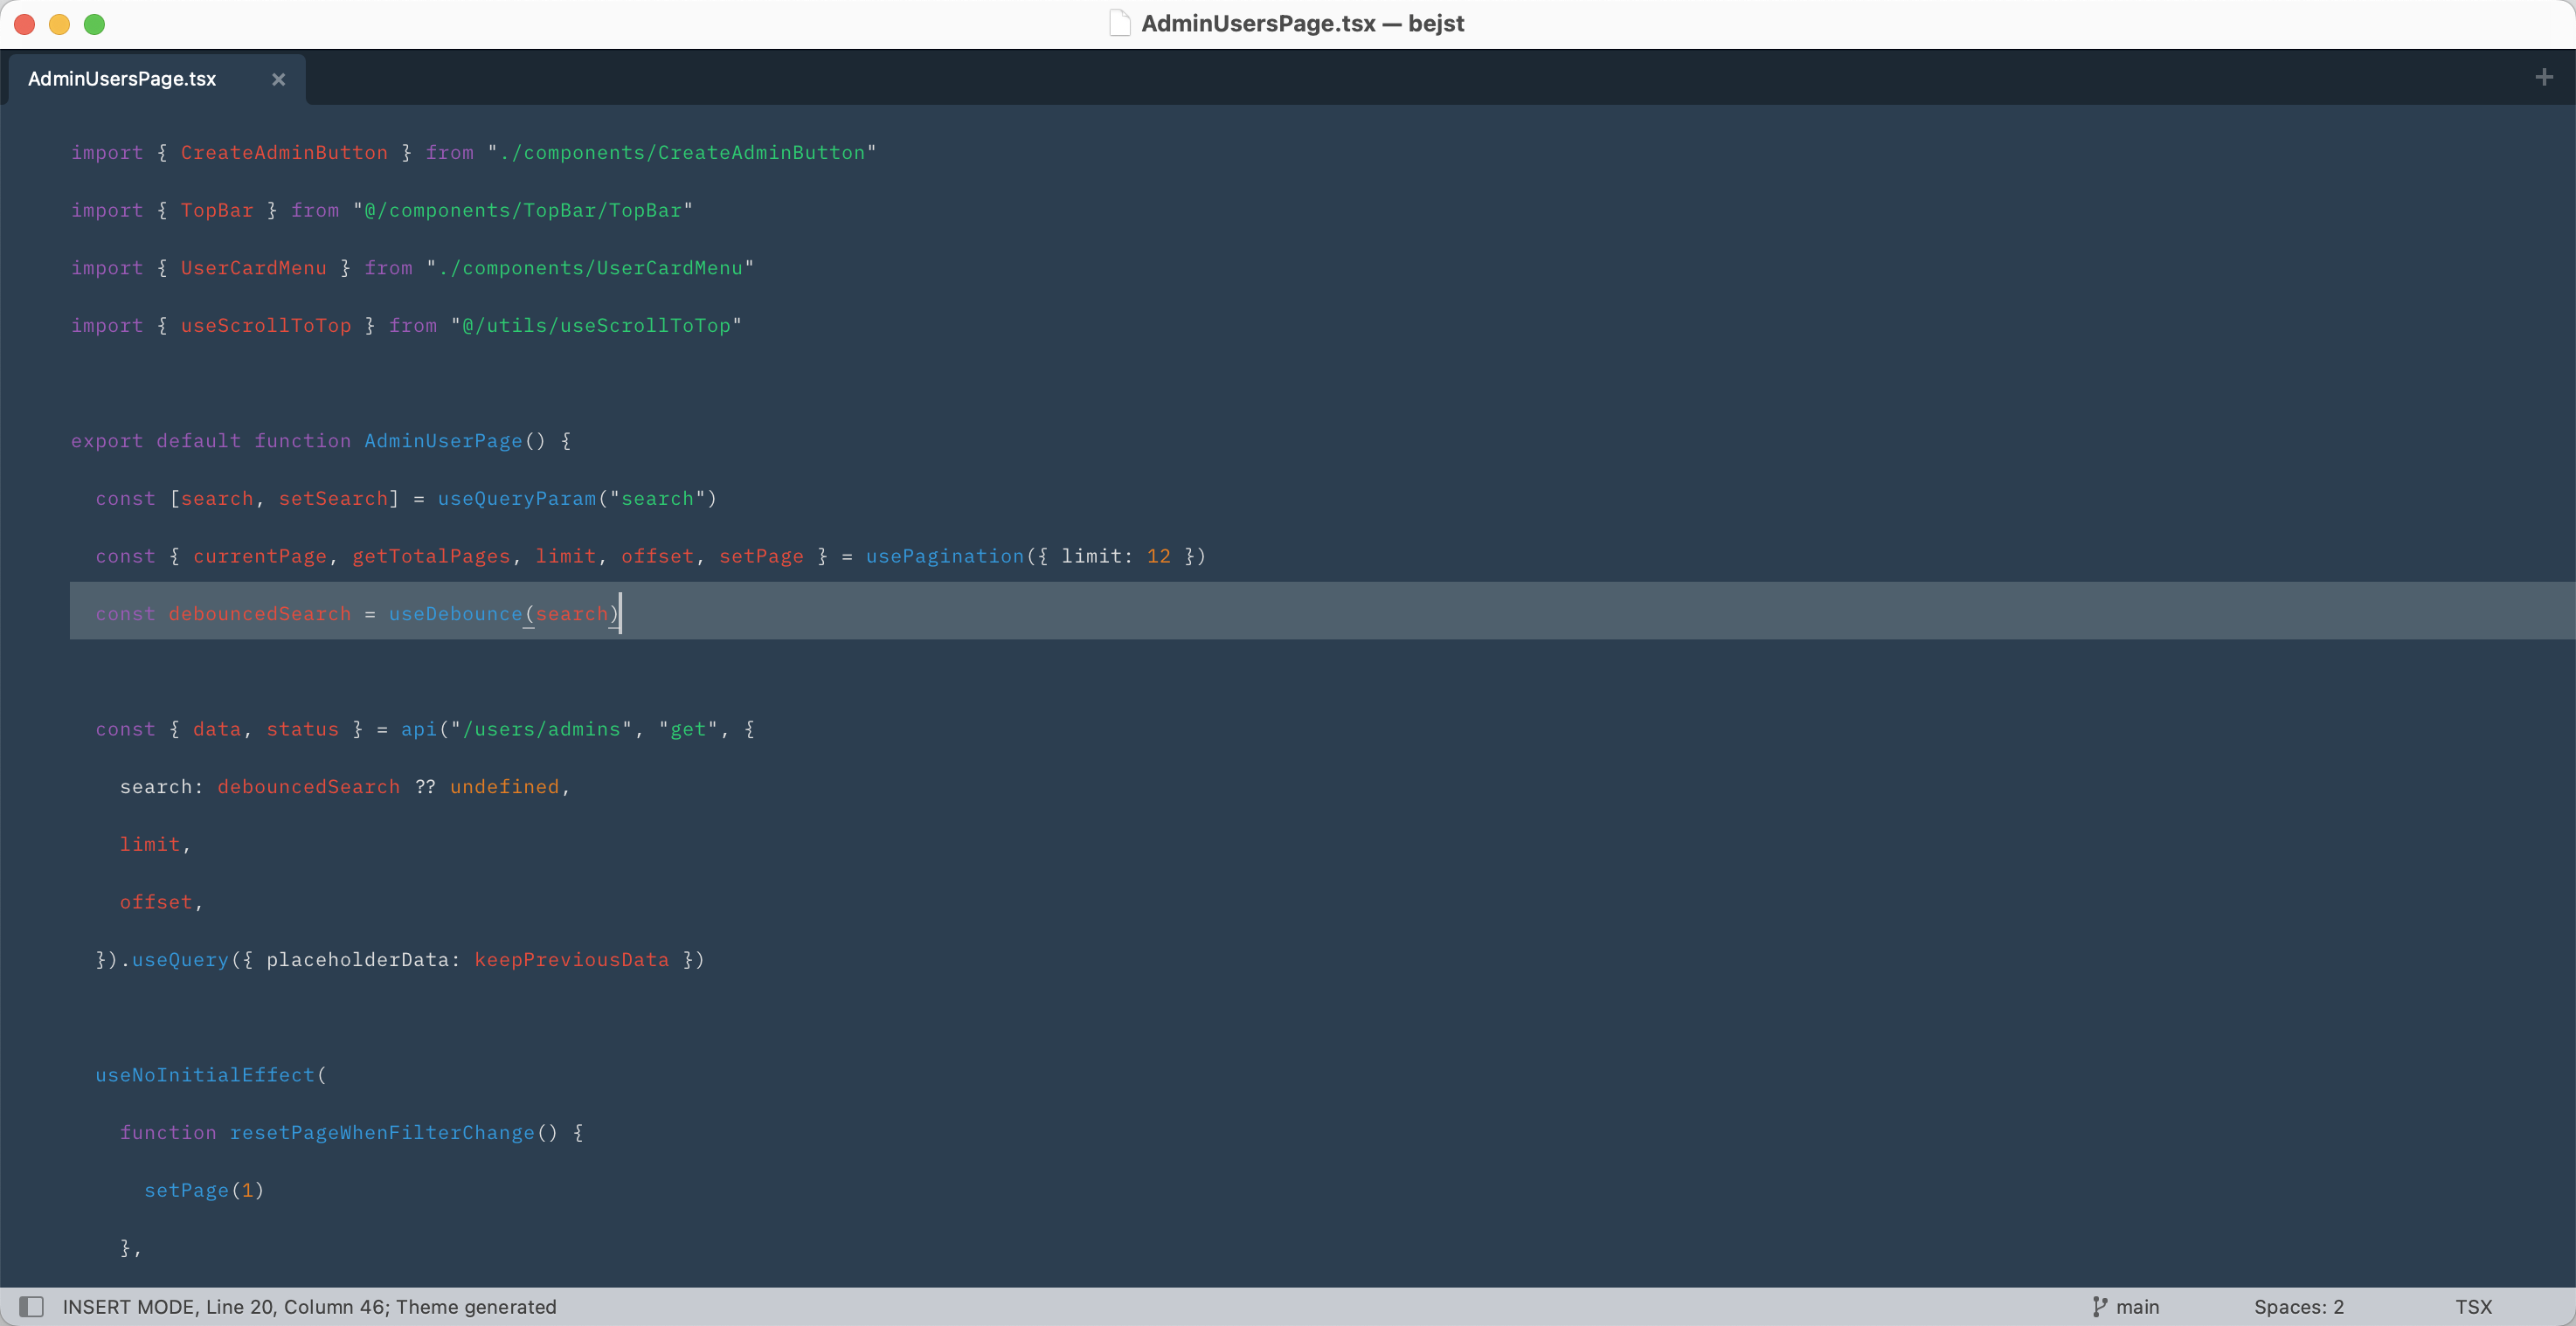 AdminUsersPage.tsx — bejst
AdminUsersPage.tsx
import { CreateAdminButton } from "./components/CreateAdminButton"
import { TopBar } from "@/components/TopBar/TopBar"
import { UserCardMenu } from "./components/UserCardMenu"
import { useScrollToTop } from "@/utils/useScrollToTop"
export default function AdminUserPage() {
  const [search, setSearch] = useQueryParam("search")
  const { currentPage, getTotalPages, limit, offset, setPage } = usePagination({ limit: 12 })
  const debouncedSearch = useDebounce(search)
  const { data, status } = api("/users/admins", "get", {
    search: debouncedSearch ?? undefined,
    limit,
    offset,
  }).useQuery({ placeholderData: keepPreviousData })
  useNoInitialEffect(
    function resetPageWhenFilterChange() {
      setPage(1)
    },
INSERT MODE, Line 20, Column 46; Theme generated
main
Spaces: 2
TSX